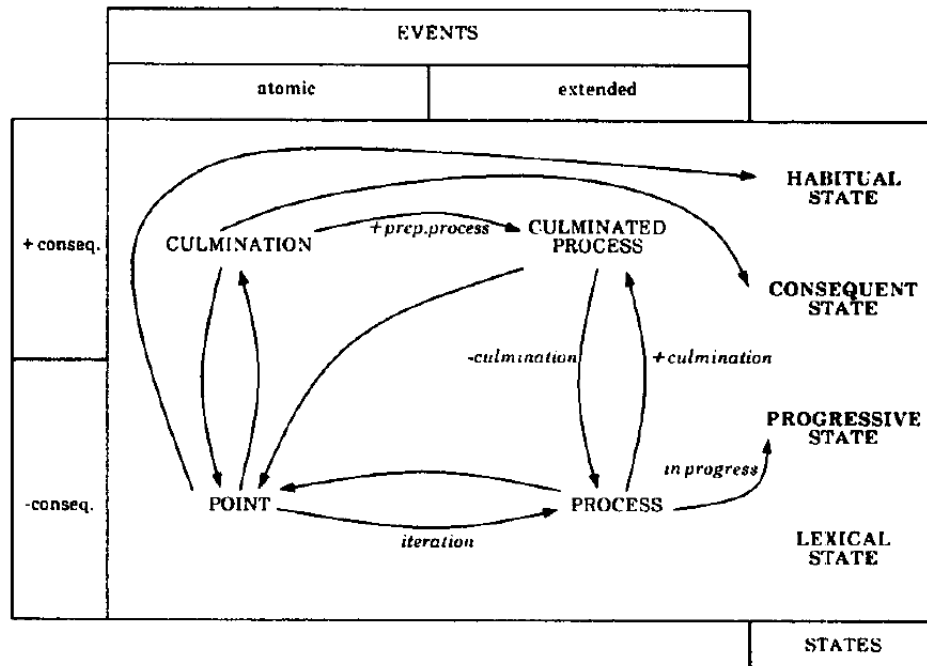 EVENTS
atomic
extended
HABITUAL
STATE
+ conseq.
CULMINATION
+prep.process
CULMINATED
PROCESS
CONSEQUENT
STATE
-culmination
+culmination
PROGRESSIVE
STATE
in progress
-conseq.
POINT
PROCESS
iteration
LEXICAL
STATE
STATES